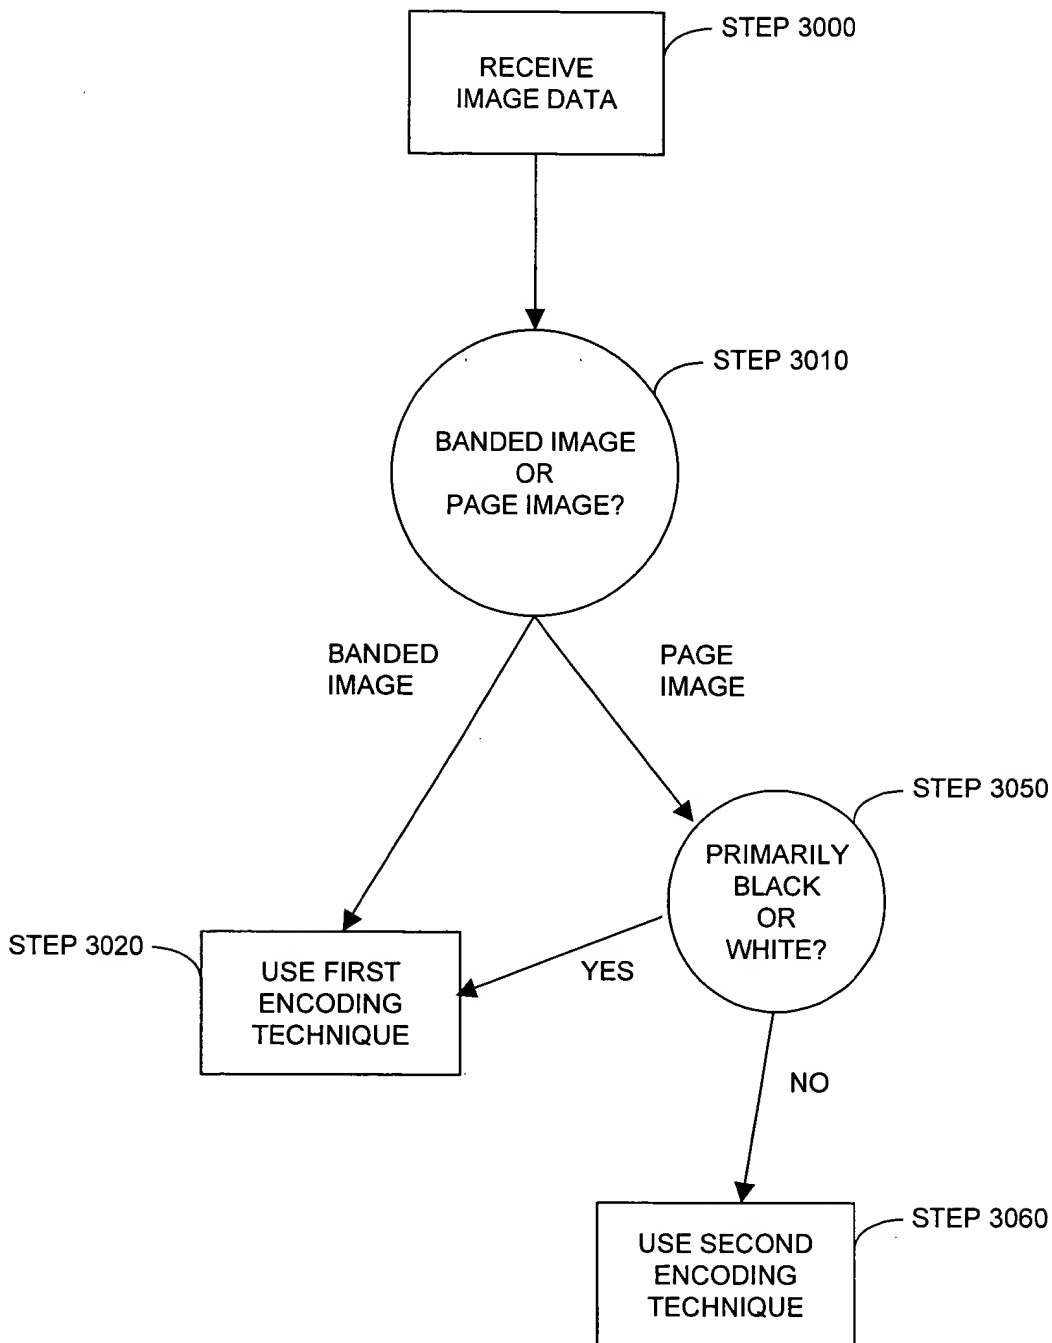 STEP 3000
RECEIVE
IMAGE DATA
STEP 3010
BANDED IMAGE
OR
PAGE IMAGE?
BANDED
IMAGE
PAGE
IMAGE
STEP 3050
PRIMARILY
BLACK
OR
WHITE?
STEP 3020
USE FIRST
ENCODING
TECHNIQUE
YES
NO
STEP 3060
USE SECOND
ENCODING
TECHNIQUE